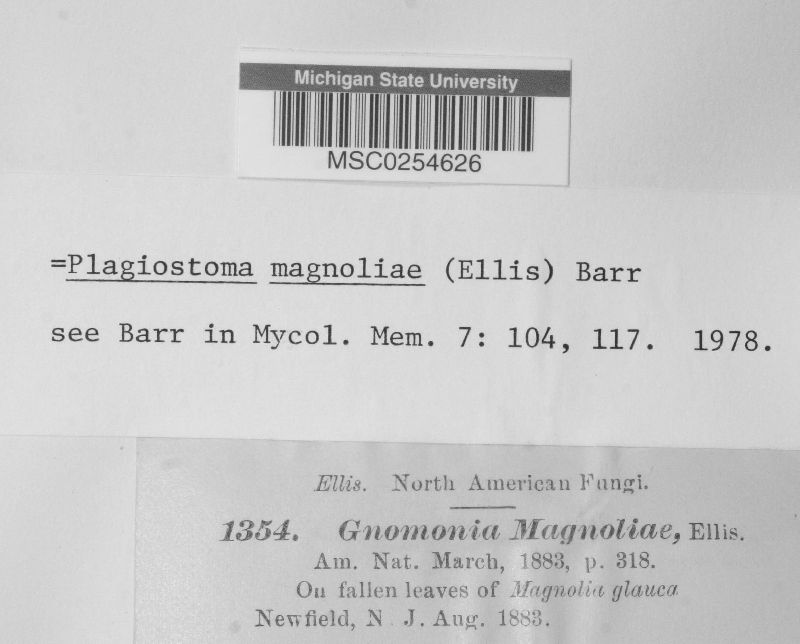 Michigan State University
MSC0254626
=Plagiostoma magnoliae (Ellis) Barr
see Barr in Mycol. Mem. 7: 104, 117. 1978.
Ellis. North American Fungi.
1354. Gnomonia Magnoliae, Ellis.
Am. Nat. March, 1883, p. 318.
On fallen leaves of Magnolia glauca
Newfield, N. J. Aug. 1883.